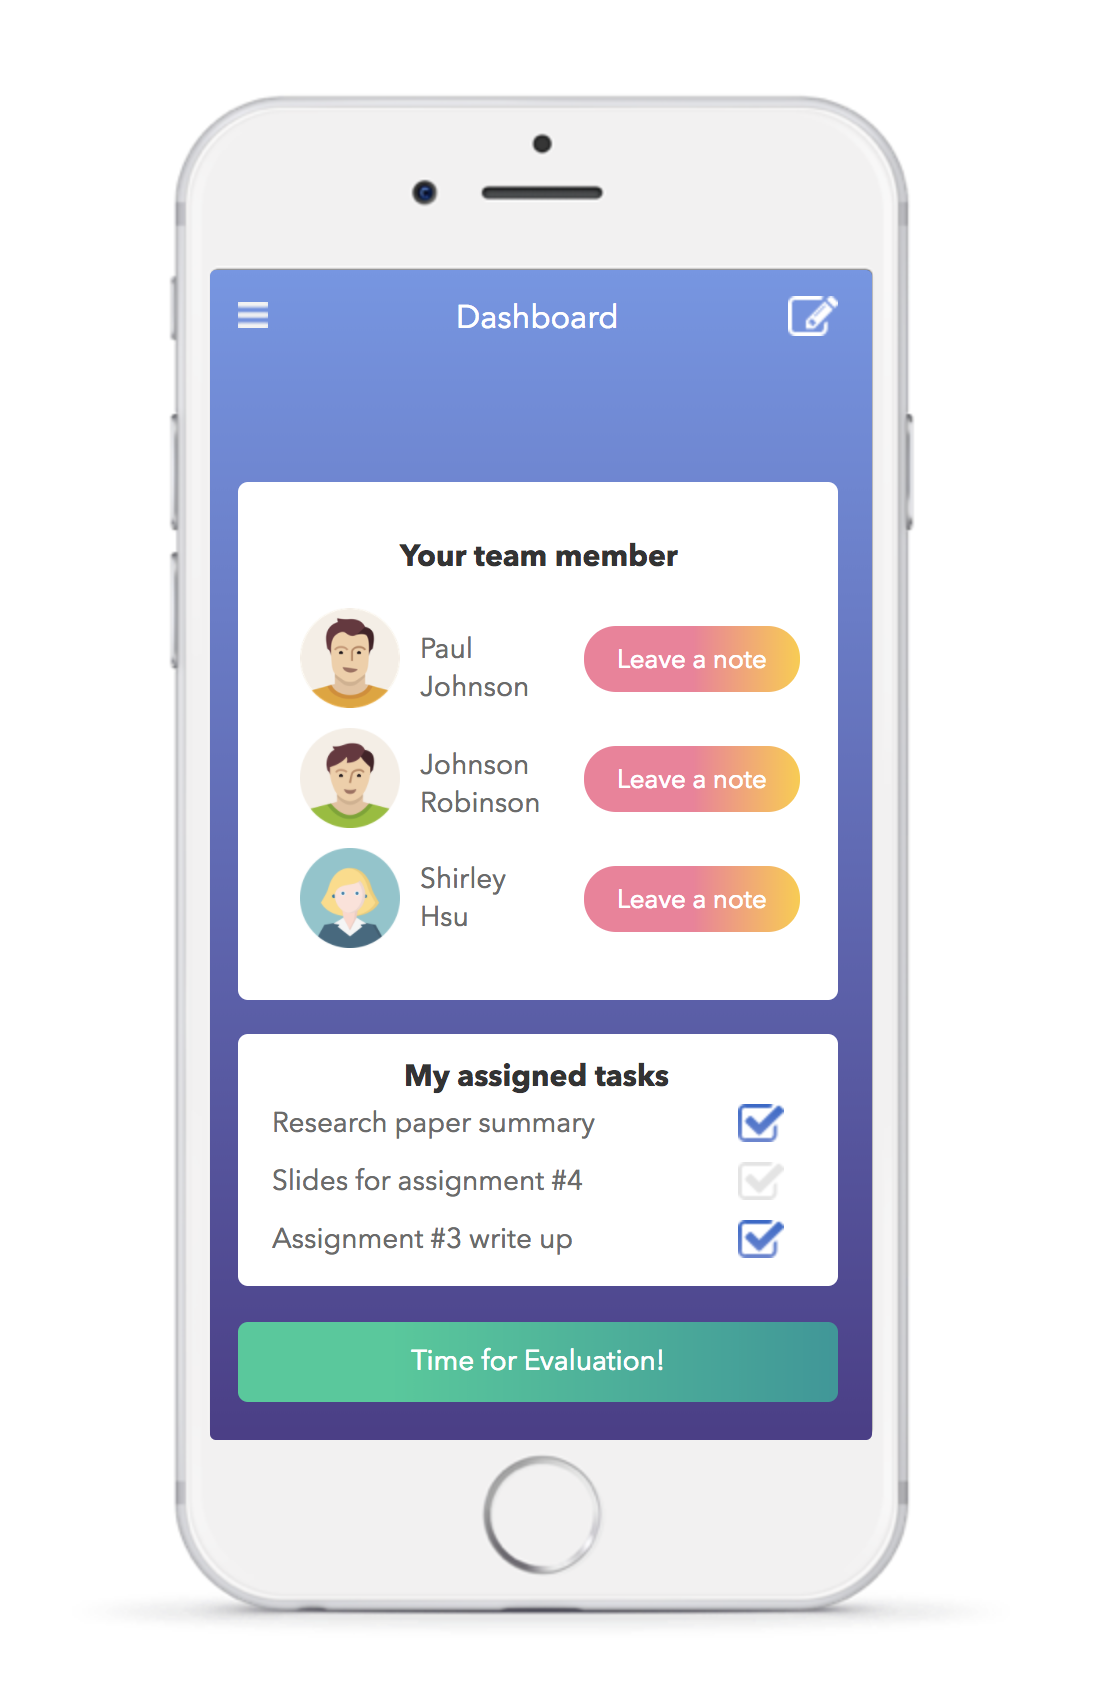 Dashboard
Your team member
Paul
Johnson
Leave a note
Johnson
Robinson
Leave a note
Shirley
Hsu
Leave a note
My assigned tasks
Research paper summary
Slides for assignment #4
Assignment #3 write up
Time for Evaluation!